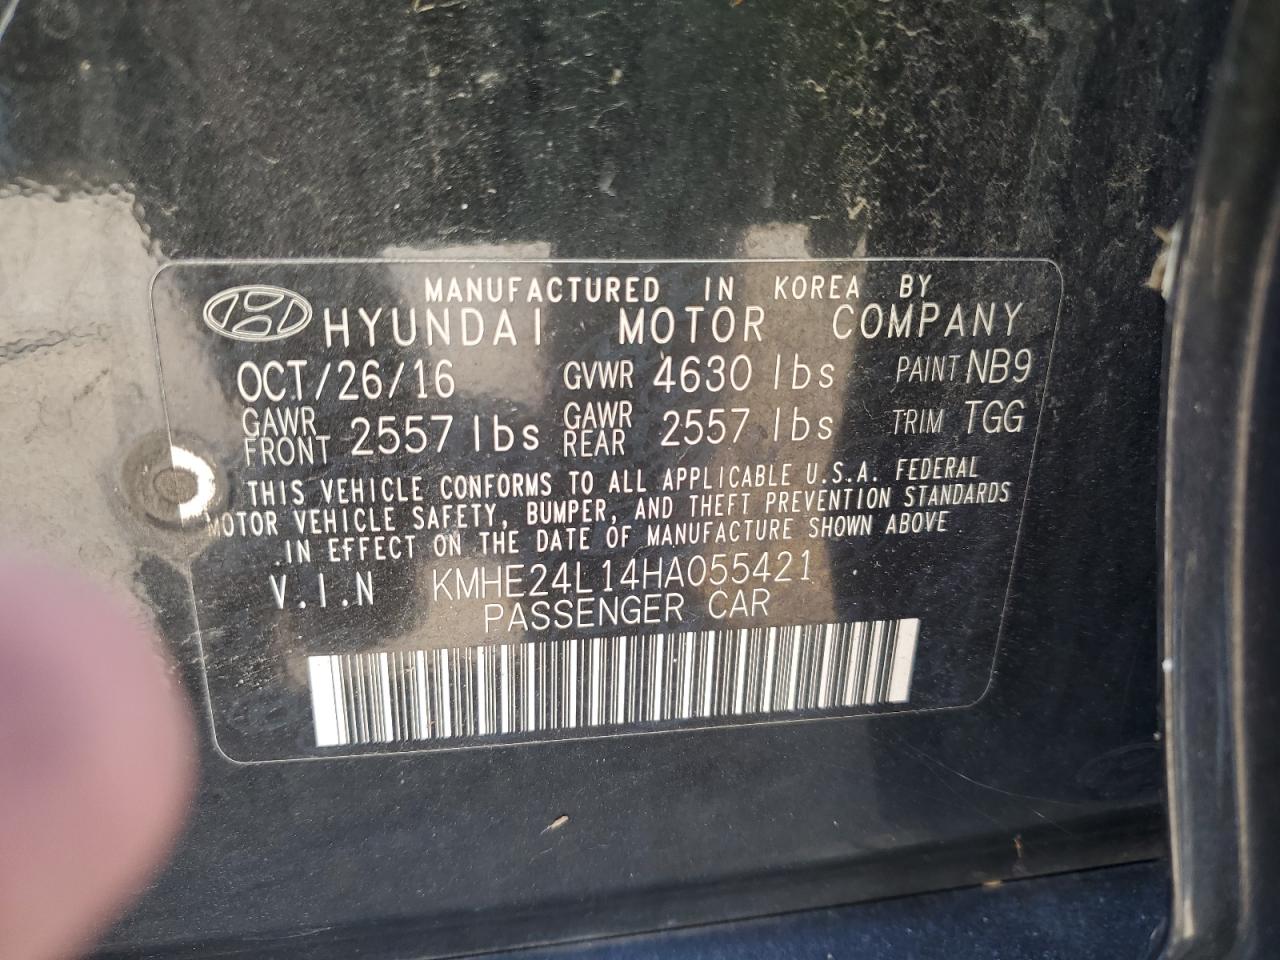 MANUFACTURED IN KOREA BY
HYUNDAI MOTOR COMPANY
OCT/26/16 GVWR 4630 lbs PAINT NB9
GAWR FRONT 2557 lbs GAWR REAR 2557 lbs TRIM TGG
THIS VEHICLE CONFORMS TO ALL APPLICABLE U.S.A. FEDERAL
MOTOR VEHICLE SAFETY, BUMPER, AND THEFT PREVENTION STANDARDS
IN EFFECT ON THE DATE OF MANUFACTURE SHOWN ABOVE
V.I.N KMHE24L14HA055421
PASSENGER CAR